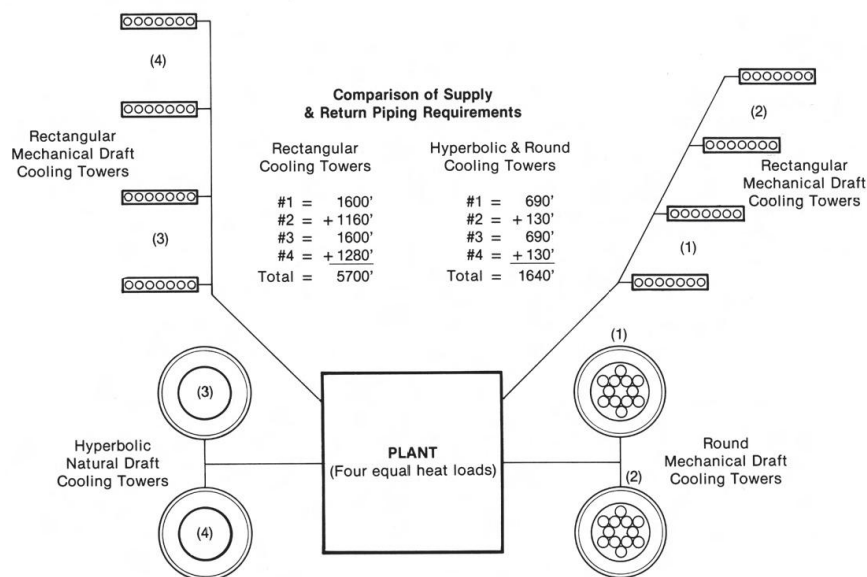 (4)
Rectangular
Mechanical Draft
Cooling Towers
(3)
Comparison of Supply
& Return Piping Requirements
Rectangular
Cooling Towers
#1 = 1600'
#2 = +1160'
#3 = 1600'
#4 = +1280'
Total = 5700'
Hyperbolic & Round
Cooling Towers
#1 = 690'
#2 = +130'
#3 = 690'
#4 = +130'
Total = 1640'
(2)
Rectangular
Mechanical Draft
Cooling Towers
(1)
(3)
Hyperbolic
Natural Draft
Cooling Towers
(4)
PLANT
(Four equal heat loads)
(1)
Round
Mechanical Draft
Cooling Towers
(2)